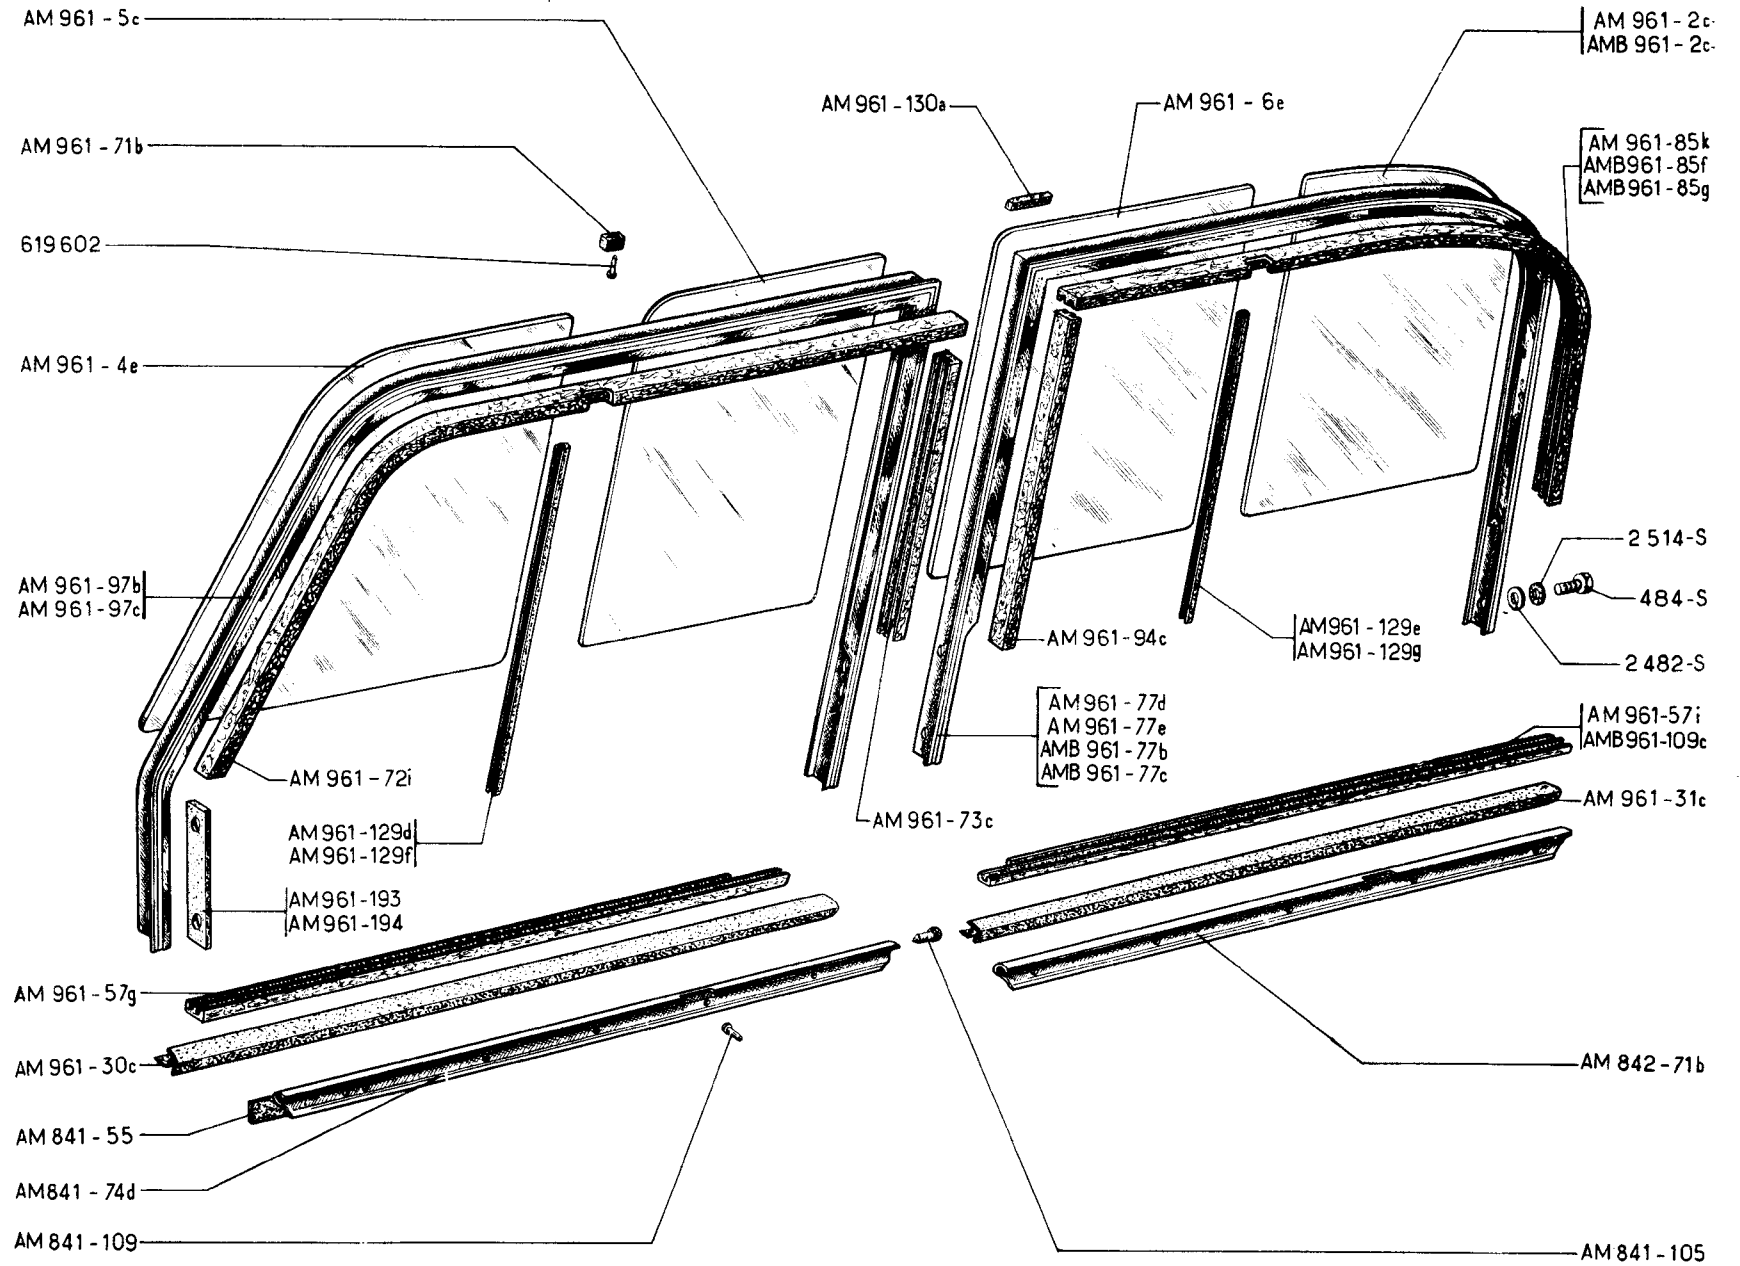 AM 961 - 5c
AM 961 - 2c
AMB 961 - 2c
AM 961 - 130a
AM 961 - 6e
AM 961 - 71b
AM 961-85k
AMB961-85f
AMB961-85g
619602
AM 961 - 4e
2 514-S
AM 961-97b
AM 961-97c
484-S
AM 961-94c
AM961-129e
AM961-129g
2 482-S
AM 961 - 77d
AM 961 - 77e
AMB 961-77b
AMB 961-77c
AM 961-57i
AMB961-109c
AM 961-72i
AM 961-31c
AM 961-73c
AM961-129d
AM961-129f
AM961-193
AM961-194
AM 961-57g
AM 961-30c
AM 842-71b
AM 841 - 55
AM841 - 74d
AM 841 - 109
AM 841 - 105